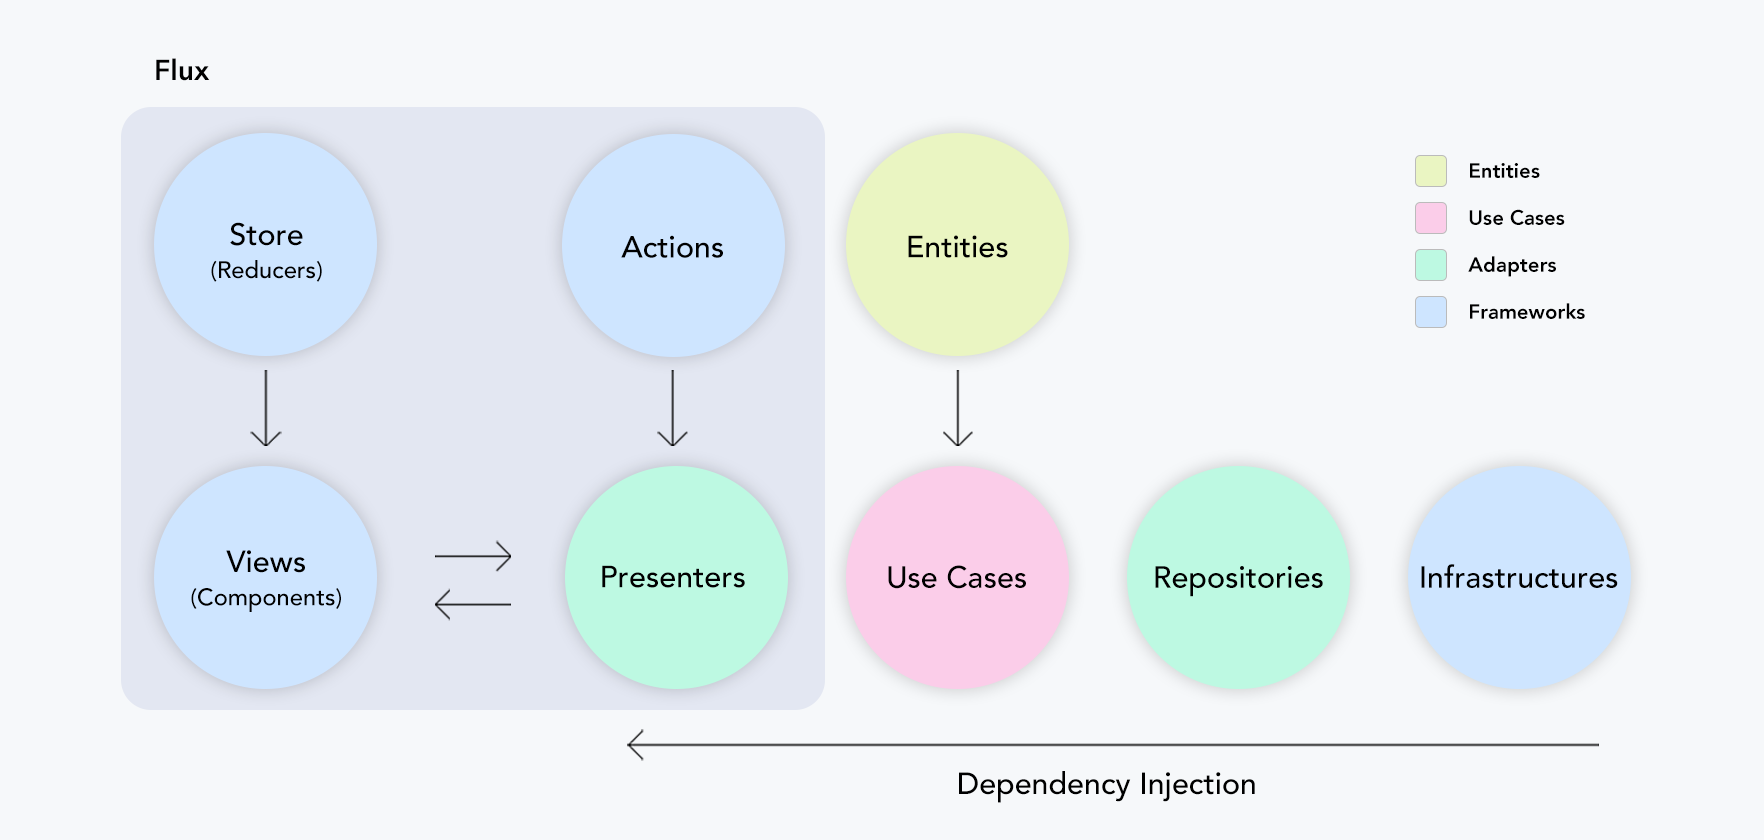 Flux
Store
(Reducers)
Actions
Entities
Entities
Use Cases
Adapters
Frameworks
Views
(Components)
Presenters
Use Cases
Repositories
Infrastructures
Dependency Injection